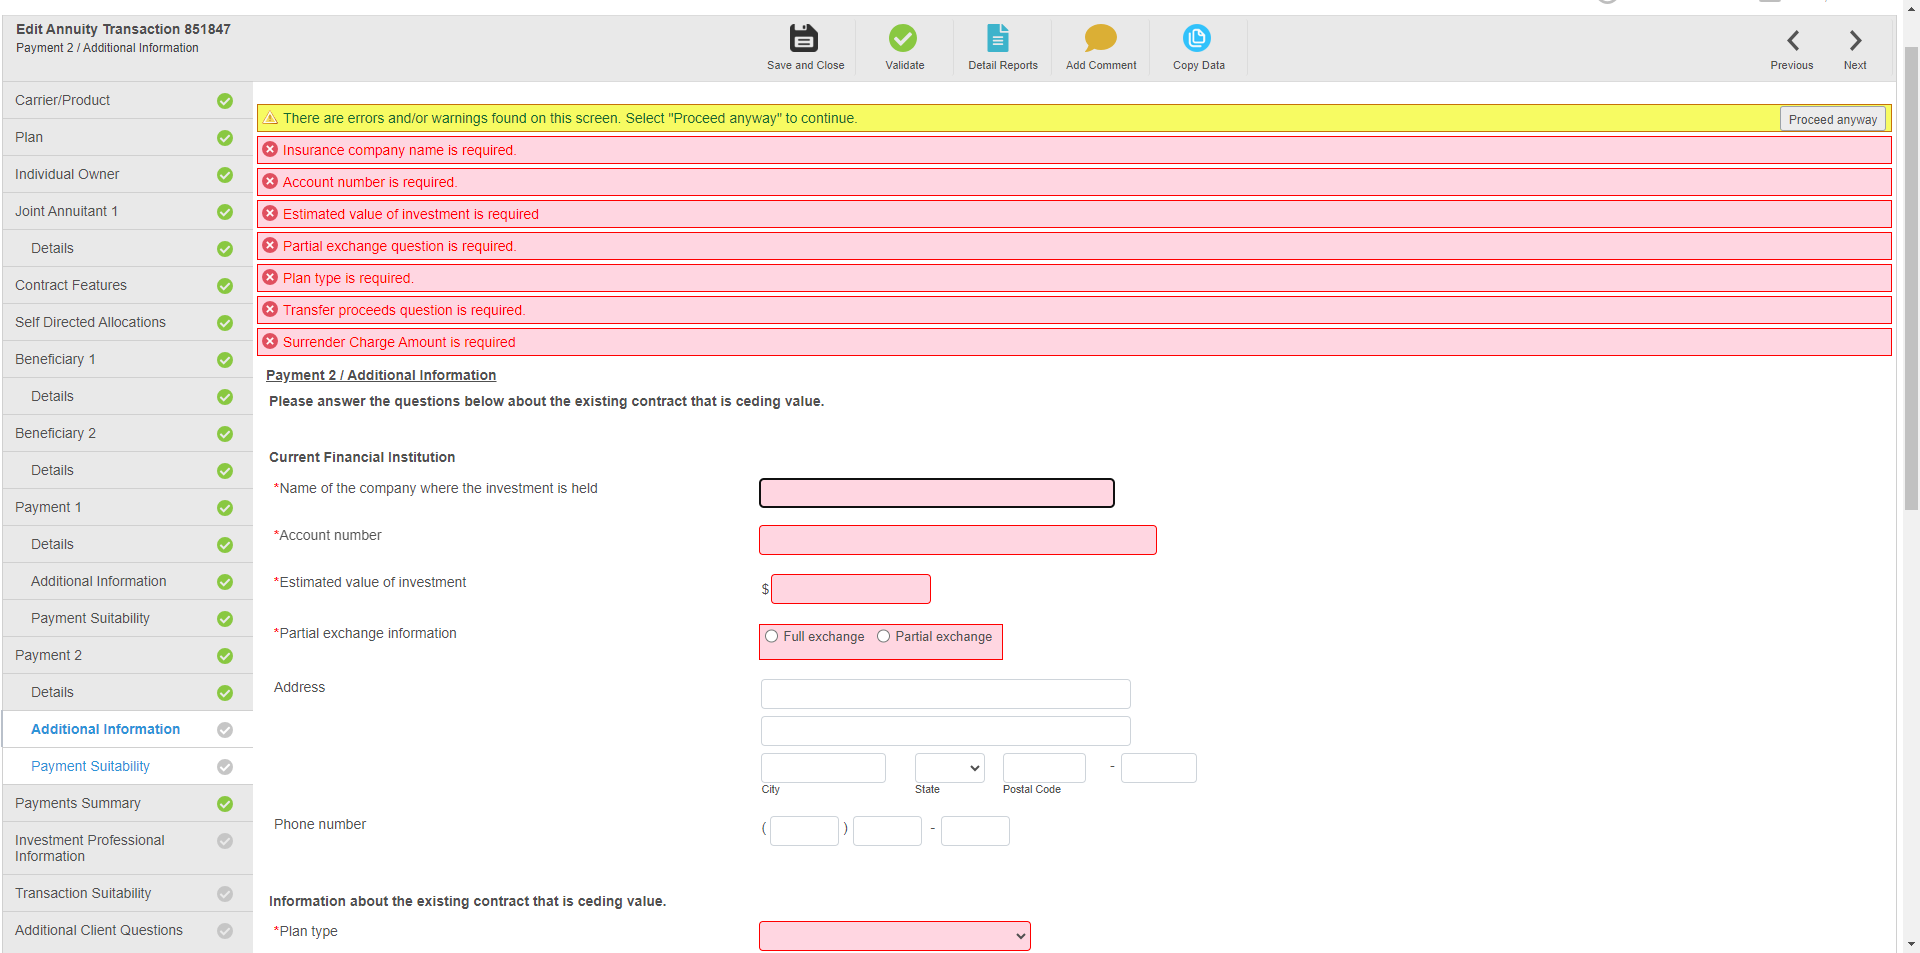 Edit Annuity Transaction 851847
Payment 2 / Additional Information
Save and Close
Validate
Detail Reports
Add Comment
Copy Data
Previous
Next
Carrier/Product
Plan
Individual Owner
Joint Annuitant 1
Details
Contract Features
Self Directed Allocations
Beneficiary 1
Details
Beneficiary 2
Details
Payment 1
Details
Additional Information
Payment Suitability
Payment 2
Details
Additional Information
Payment Suitability
Payments Summary
Investment Professional
Information
Transaction Suitability
Additional Client Questions
There are errors and/or warnings found on this screen. Select "Proceed anyway" to continue.
Proceed anyway
Insurance company name is required.
Account number is required.
Estimated value of investment is required
Partial exchange question is required.
Plan type is required.
Transfer proceeds question is required.
Surrender Charge Amount is required
Payment 2 / Additional Information
Please answer the questions below about the existing contract that is ceding value.
Current Financial Institution
*Name of the company where the investment is held
*Account number
*Estimated value of investment
$
*Partial exchange information
Full exchange Partial exchange
Address
-
City State Postal Code
Phone number
( ) -
Information about the existing contract that is ceding value.
*Plan type